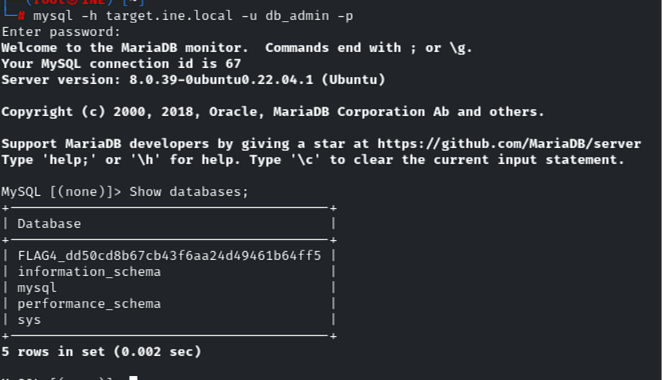 (root㉿INE)-[~]
└─# mysql -h target.ine.local -u db_admin -p
Enter password:
Welcome to the MariaDB monitor.  Commands end with ; or \g.
Your MySQL connection id is 67
Server version: 8.0.39-0ubuntu0.22.04.1 (Ubuntu)
Copyright (c) 2000, 2018, Oracle, MariaDB Corporation Ab and others.
Support MariaDB developers by giving a star at https://github.com/MariaDB/server
Type 'help;' or '\h' for help. Type '\c' to clear the current input statement.
MySQL [(none)]> Show databases;
+----------------------------------------+
| Database                               |
+----------------------------------------+
| FLAG4_dd50cd8b67cb43f6aa24d49461b64ff5 |
| information_schema                     |
| mysql                                  |
| performance_schema                     |
| sys                                    |
+----------------------------------------+
5 rows in set (0.002 sec)